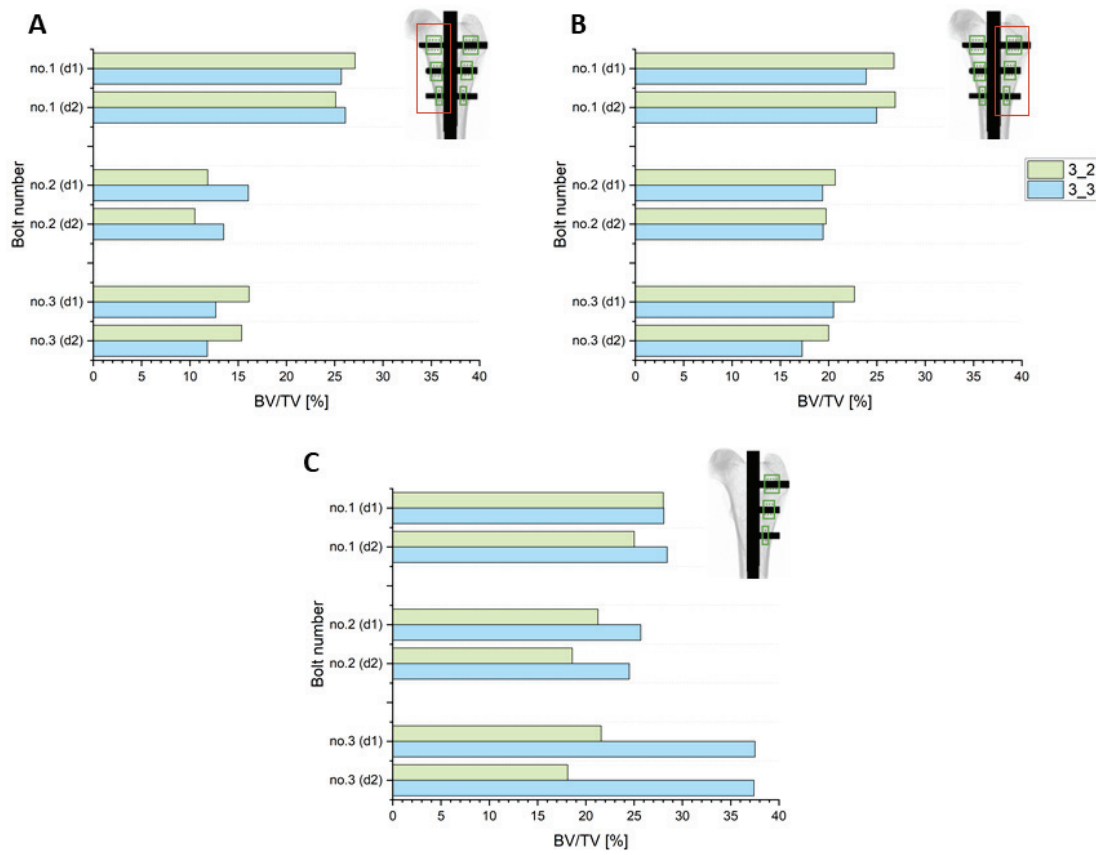 A
no.1 (d1)
no.1 (d2)
no.2 (d1)
no.2 (d2)
no.3 (d1)
no.3 (d2)
Bolt number
0 5 10 15 20 25 30 35 40
BV/TV [%]
B
no.1 (d1)
no.1 (d2)
no.2 (d1)
no.2 (d2)
no.3 (d1)
no.3 (d2)
Bolt number
0 5 10 15 20 25 30 35 40
BV/TV [%]
3_2
3_3
C
no.1 (d1)
no.1 (d2)
no.2 (d1)
no.2 (d2)
no.3 (d1)
no.3 (d2)
Bolt number
0 5 10 15 20 25 30 35 40
BV/TV [%]